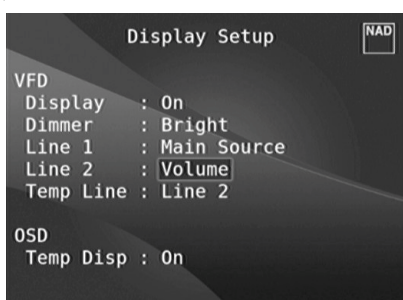 Display Setup
NAD
VFD
Display : On
Dimmer : Bright
Line 1 : Main Source
Line 2 : Volume
Temp Line : Line 2
OSD
Temp Disp : On